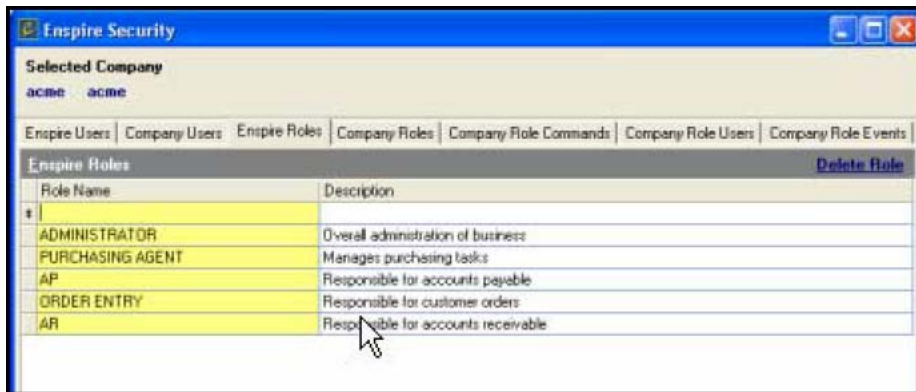 Enspire Security
Selected Company
acme acme
Enspire Users Company Users Enspire Roles Company Roles Company Role Commands Company Role Users Company Role Events
Enspire Roles Delete Role
Role Name Description
ADMINISTRATOR Overall administration of business
PURCHASING AGENT Manages purchasing tasks
AP Responsible for accounts payable
ORDER ENTRY Responsible for customer orders
AR Responsible for accounts receivable